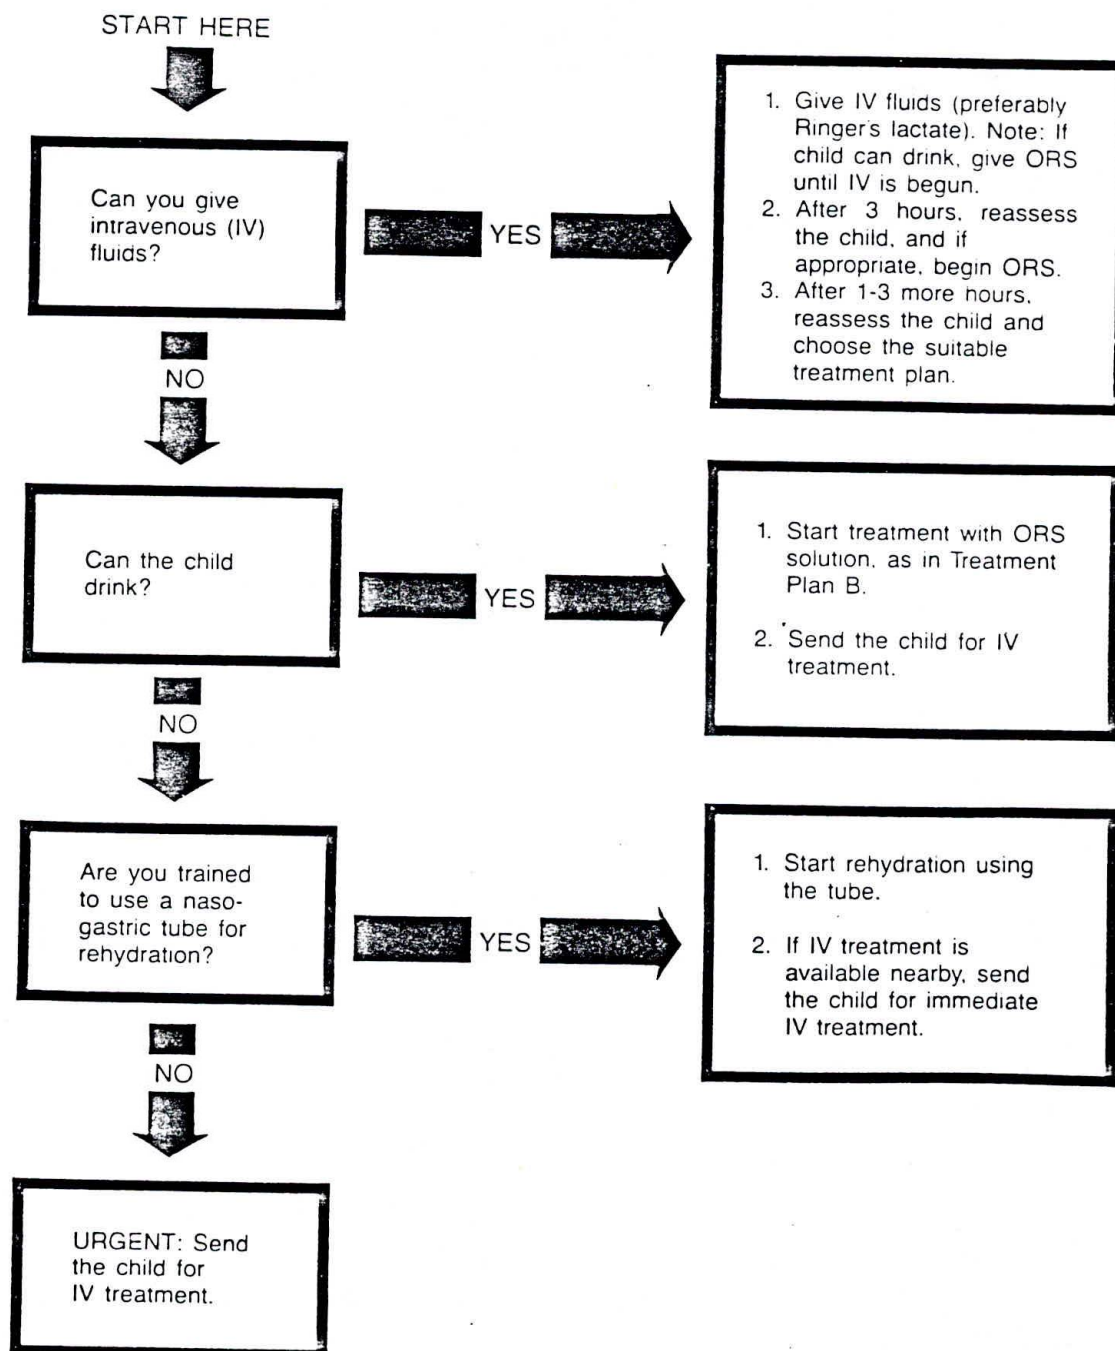 START HERE
Can you give
intravenous (IV)
fluids?
YES
1. Give IV fluids (preferably
Ringer's lactate). Note: If
child can drink, give ORS
until IV is begun.
2. After 3 hours, reassess
the child, and if
appropriate, begin ORS.
3. After 1-3 more hours,
reassess the child and
choose the suitable
treatment plan.
NO
Can the child
drink?
YES
1. Start treatment with ORS
solution, as in Treatment
Plan B.
2. Send the child for IV
treatment.
NO
Are you trained
to use a naso-
gastric tube for
rehydration?
YES
1. Start rehydration using
the tube.
2. If IV treatment is
available nearby, send
the child for immediate
IV treatment.
NO
URGENT: Send
the child for
IV treatment.